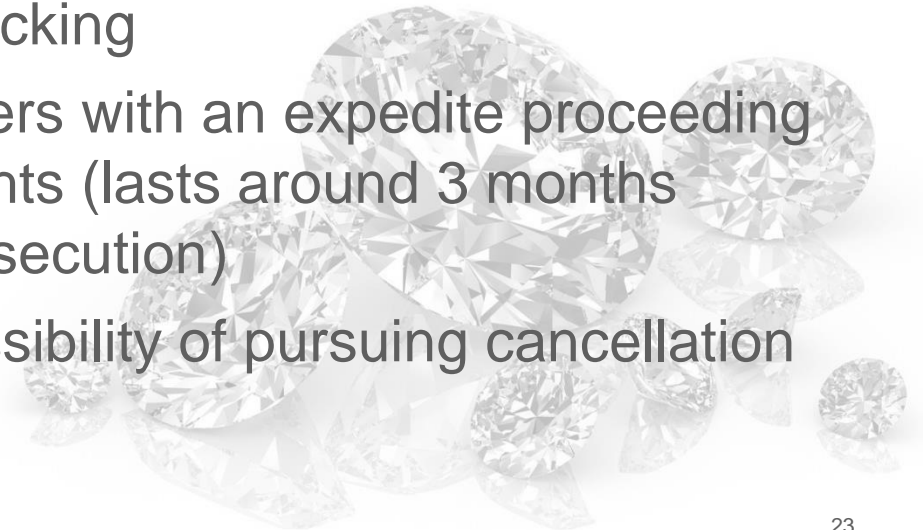 cking
ers with an expedite proceeding
nts (lasts around 3 months
secution)
sibility of pursuing cancellation
23